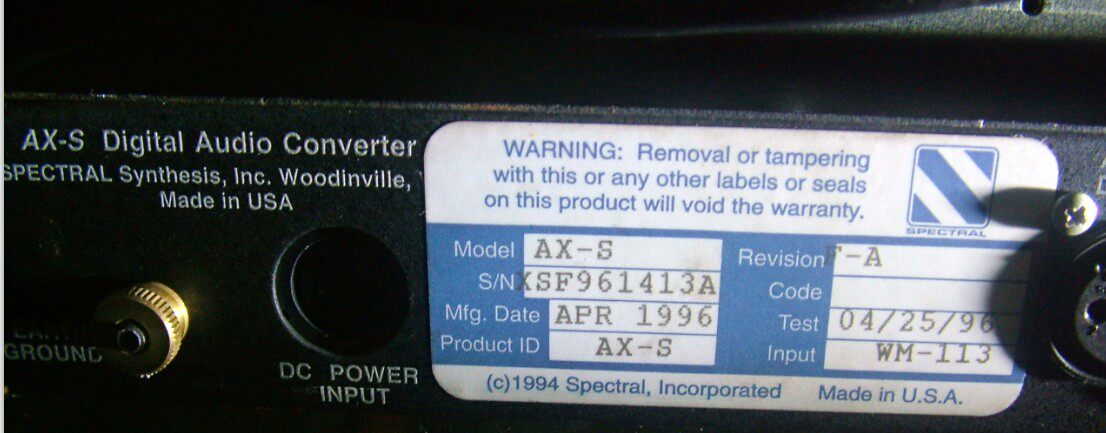 AX-S Digital Audio Converter
SPECTRAL Synthesis, Inc. Woodinville,
Made in USA
GROUND
DC POWER
INPUT
WARNING: Removal or tampering
with this or any other labels or seals
on this product will void the warranty.
SPECTRAL
Model AX-S
S/N XSF961413A
Mfg. Date APR 1996
Product ID AX-S
Revision F-A
Code
Test 04/25/96
Input WM-113
(c)1994 Spectral, Incorporated Made in U.S.A.